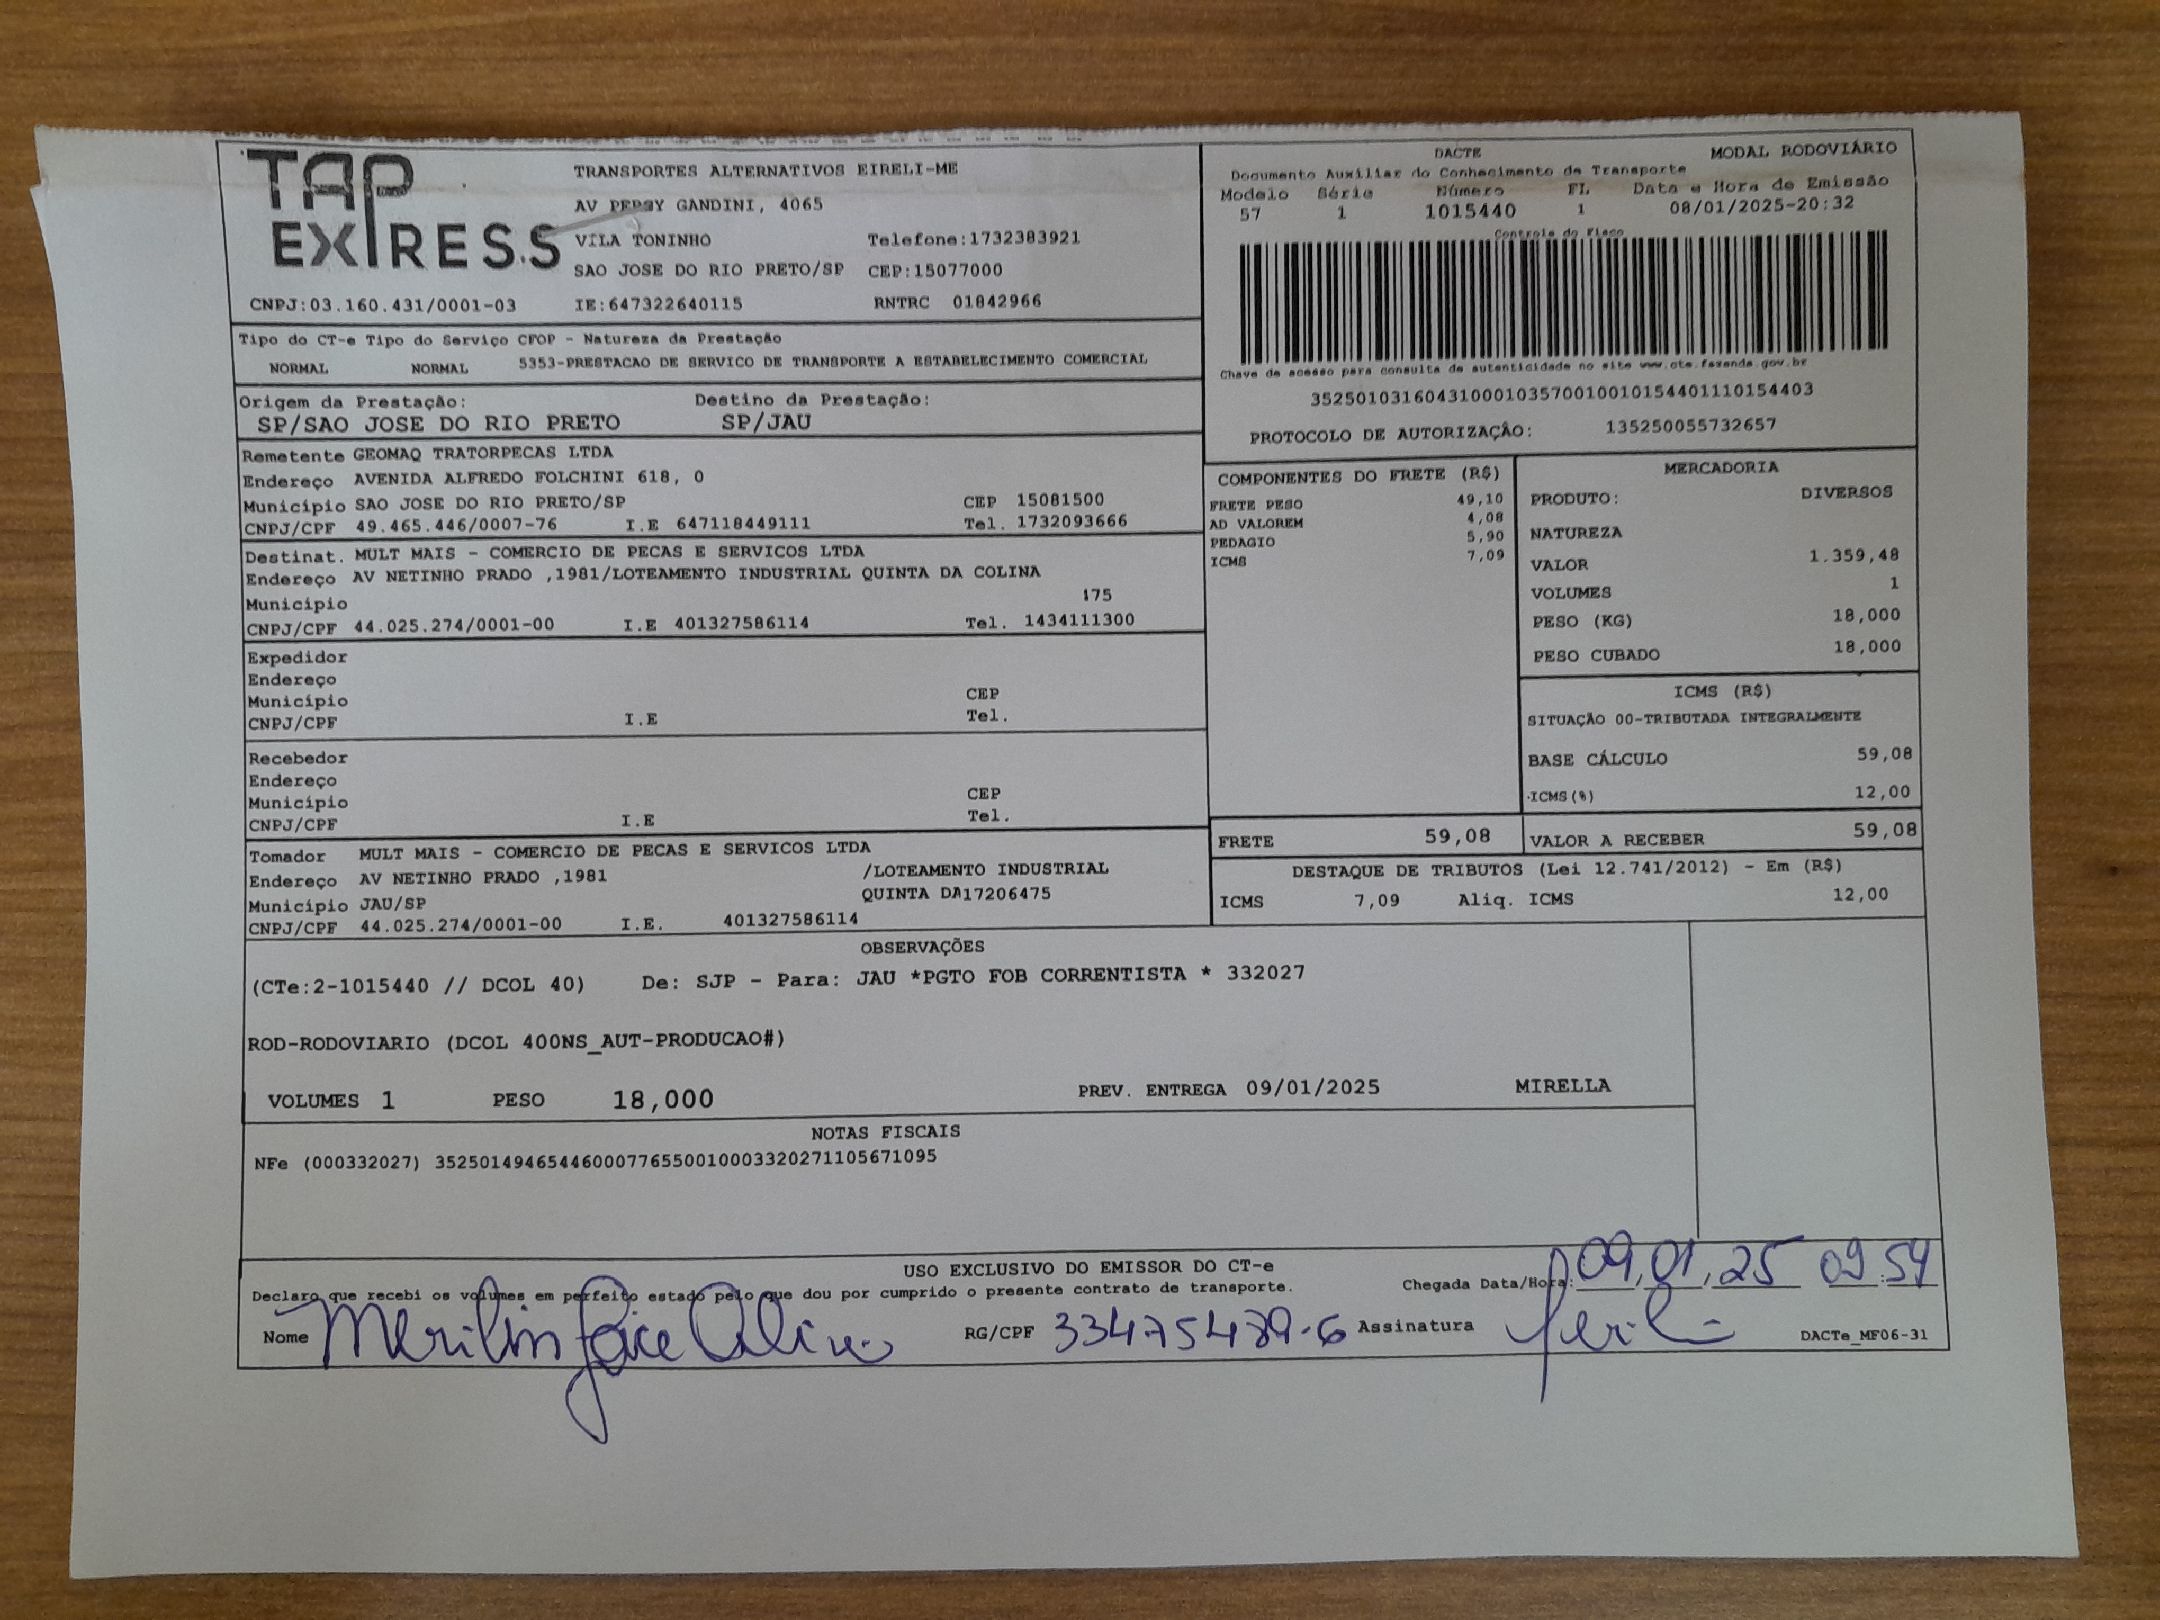 TAP EXPRESS
TRANSPORTES ALTERNATIVOS EIRELI-ME
AV PERSY GANDINI, 4065
VILA TONINHO Telefone:1732383921
SAO JOSE DO RIO PRETO/SP CEP:15077000
CNPJ:03.160.431/0001-03 IE:647322640115 RNTRC 01842966
DACTE MODAL RODOVIÁRIO
Documento Auxiliar do Conhecimento de Transporte
Modelo Série Número FL Data e Hora de Emissão
57 1 1015440 1 08/01/2025-20:32
Controle do Fisco
Chave de acesso para consulta de autenticidade no site www.cte.fazenda.gov.br
35250103160431000103570010010154401110154403
PROTOCOLO DE AUTORIZAÇÂO: 135250055732657
Tipo do CT-e Tipo do Serviço CFOP - Natureza da Prestação
NORMAL NORMAL 5353-PRESTACAO DE SERVICO DE TRANSPORTE A ESTABELECIMENTO COMERCIAL
Origem da Prestação: Destino da Prestação:
SP/SAO JOSE DO RIO PRETO SP/JAU
Remetente GEOMAQ TRATORPECAS LTDA
Endereço AVENIDA ALFREDO FOLCHINI 618, 0
Município SAO JOSE DO RIO PRETO/SP CEP 15081500
CNPJ/CPF 49.465.446/0007-76 I.E 647118449111 Tel. 1732093666
Destinat. MULT MAIS - COMERCIO DE PECAS E SERVICOS LTDA
Endereço AV NETINHO PRADO ,1981/LOTEAMENTO INDUSTRIAL QUINTA DA COLINA
Município 175
CNPJ/CPF 44.025.274/0001-00 I.E 401327586114 Tel. 1434111300
Expedidor
Endereço
Município CEP
CNPJ/CPF I.E Tel.
Recebedor
Endereço
Município CEP
CNPJ/CPF I.E Tel.
Tomador MULT MAIS - COMERCIO DE PECAS E SERVICOS LTDA
Endereço AV NETINHO PRADO ,1981 /LOTEAMENTO INDUSTRIAL
Município JAU/SP QUINTA DA17206475
CNPJ/CPF 44.025.274/0001-00 I.E. 401327586114
COMPONENTES DO FRETE (R$)
FRETE PESO 49,10
AD VALOREM 4,08
PEDAGIO 5,90
ICMS 7,09
MERCADORIA
PRODUTO: DIVERSOS
NATUREZA
VALOR 1.359,48
VOLUMES 1
PESO (KG) 18,000
PESO CUBADO 18,000
ICMS (R$)
SITUAÇÃO 00-TRIBUTADA INTEGRALMENTE
BASE CÁLCULO 59,08
ICMS(%) 12,00
FRETE 59,08 VALOR A RECEBER 59,08
DESTAQUE DE TRIBUTOS (Lei 12.741/2012) - Em (R$)
ICMS 7,09 Aliq. ICMS 12,00
OBSERVAÇÕES
(CTe:2-1015440 // DCOL 40) De: SJP - Para: JAU *PGTO FOB CORRENTISTA * 332027
ROD-RODOVIARIO (DCOL 400NS_AUT-PRODUCAO#)
VOLUMES 1 PESO 18,000 PREV. ENTREGA 09/01/2025 MIRELLA
NOTAS FISCAIS
NFe (000332027) 35250149465446000776550010003320271105671095
USO EXCLUSIVO DO EMISSOR DO CT-e
Declaro que recebi os volumes em perfeito estado pelo que dou por cumprido o presente contrato de transporte. Chegada Data/Hora: 09,01,25 09:54
Nome Merilin RG/CPF 33475489-6 Assinatura DACTe_MF06-31